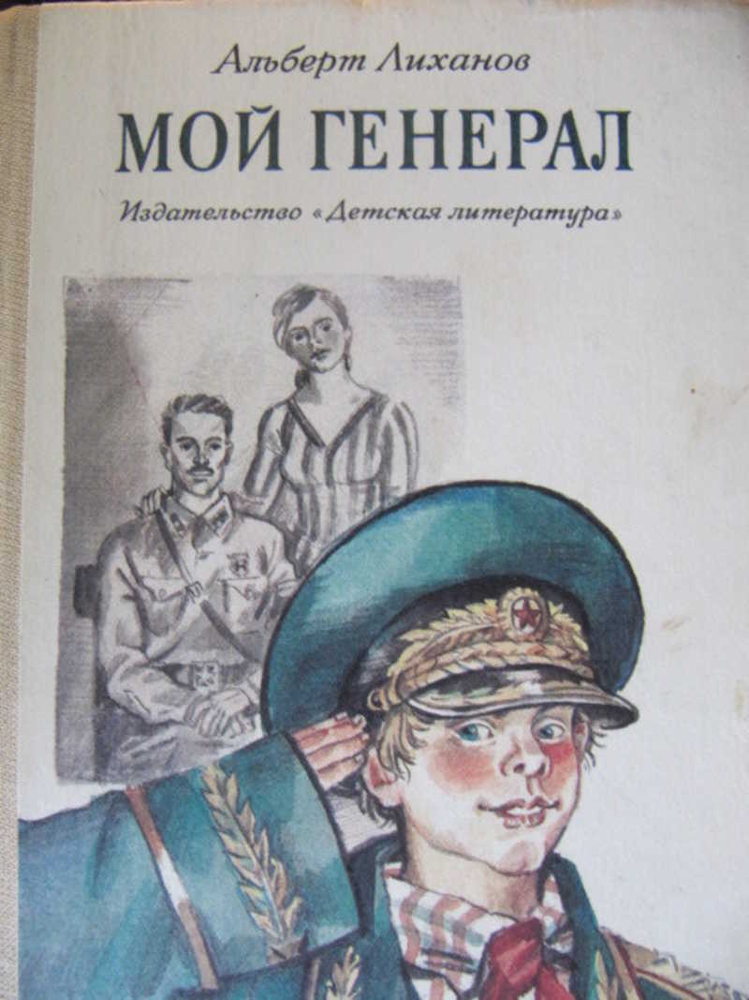 Альберт Лиханов
МОЙ ГЕНЕРАЛ
Издательство «Детская литература»